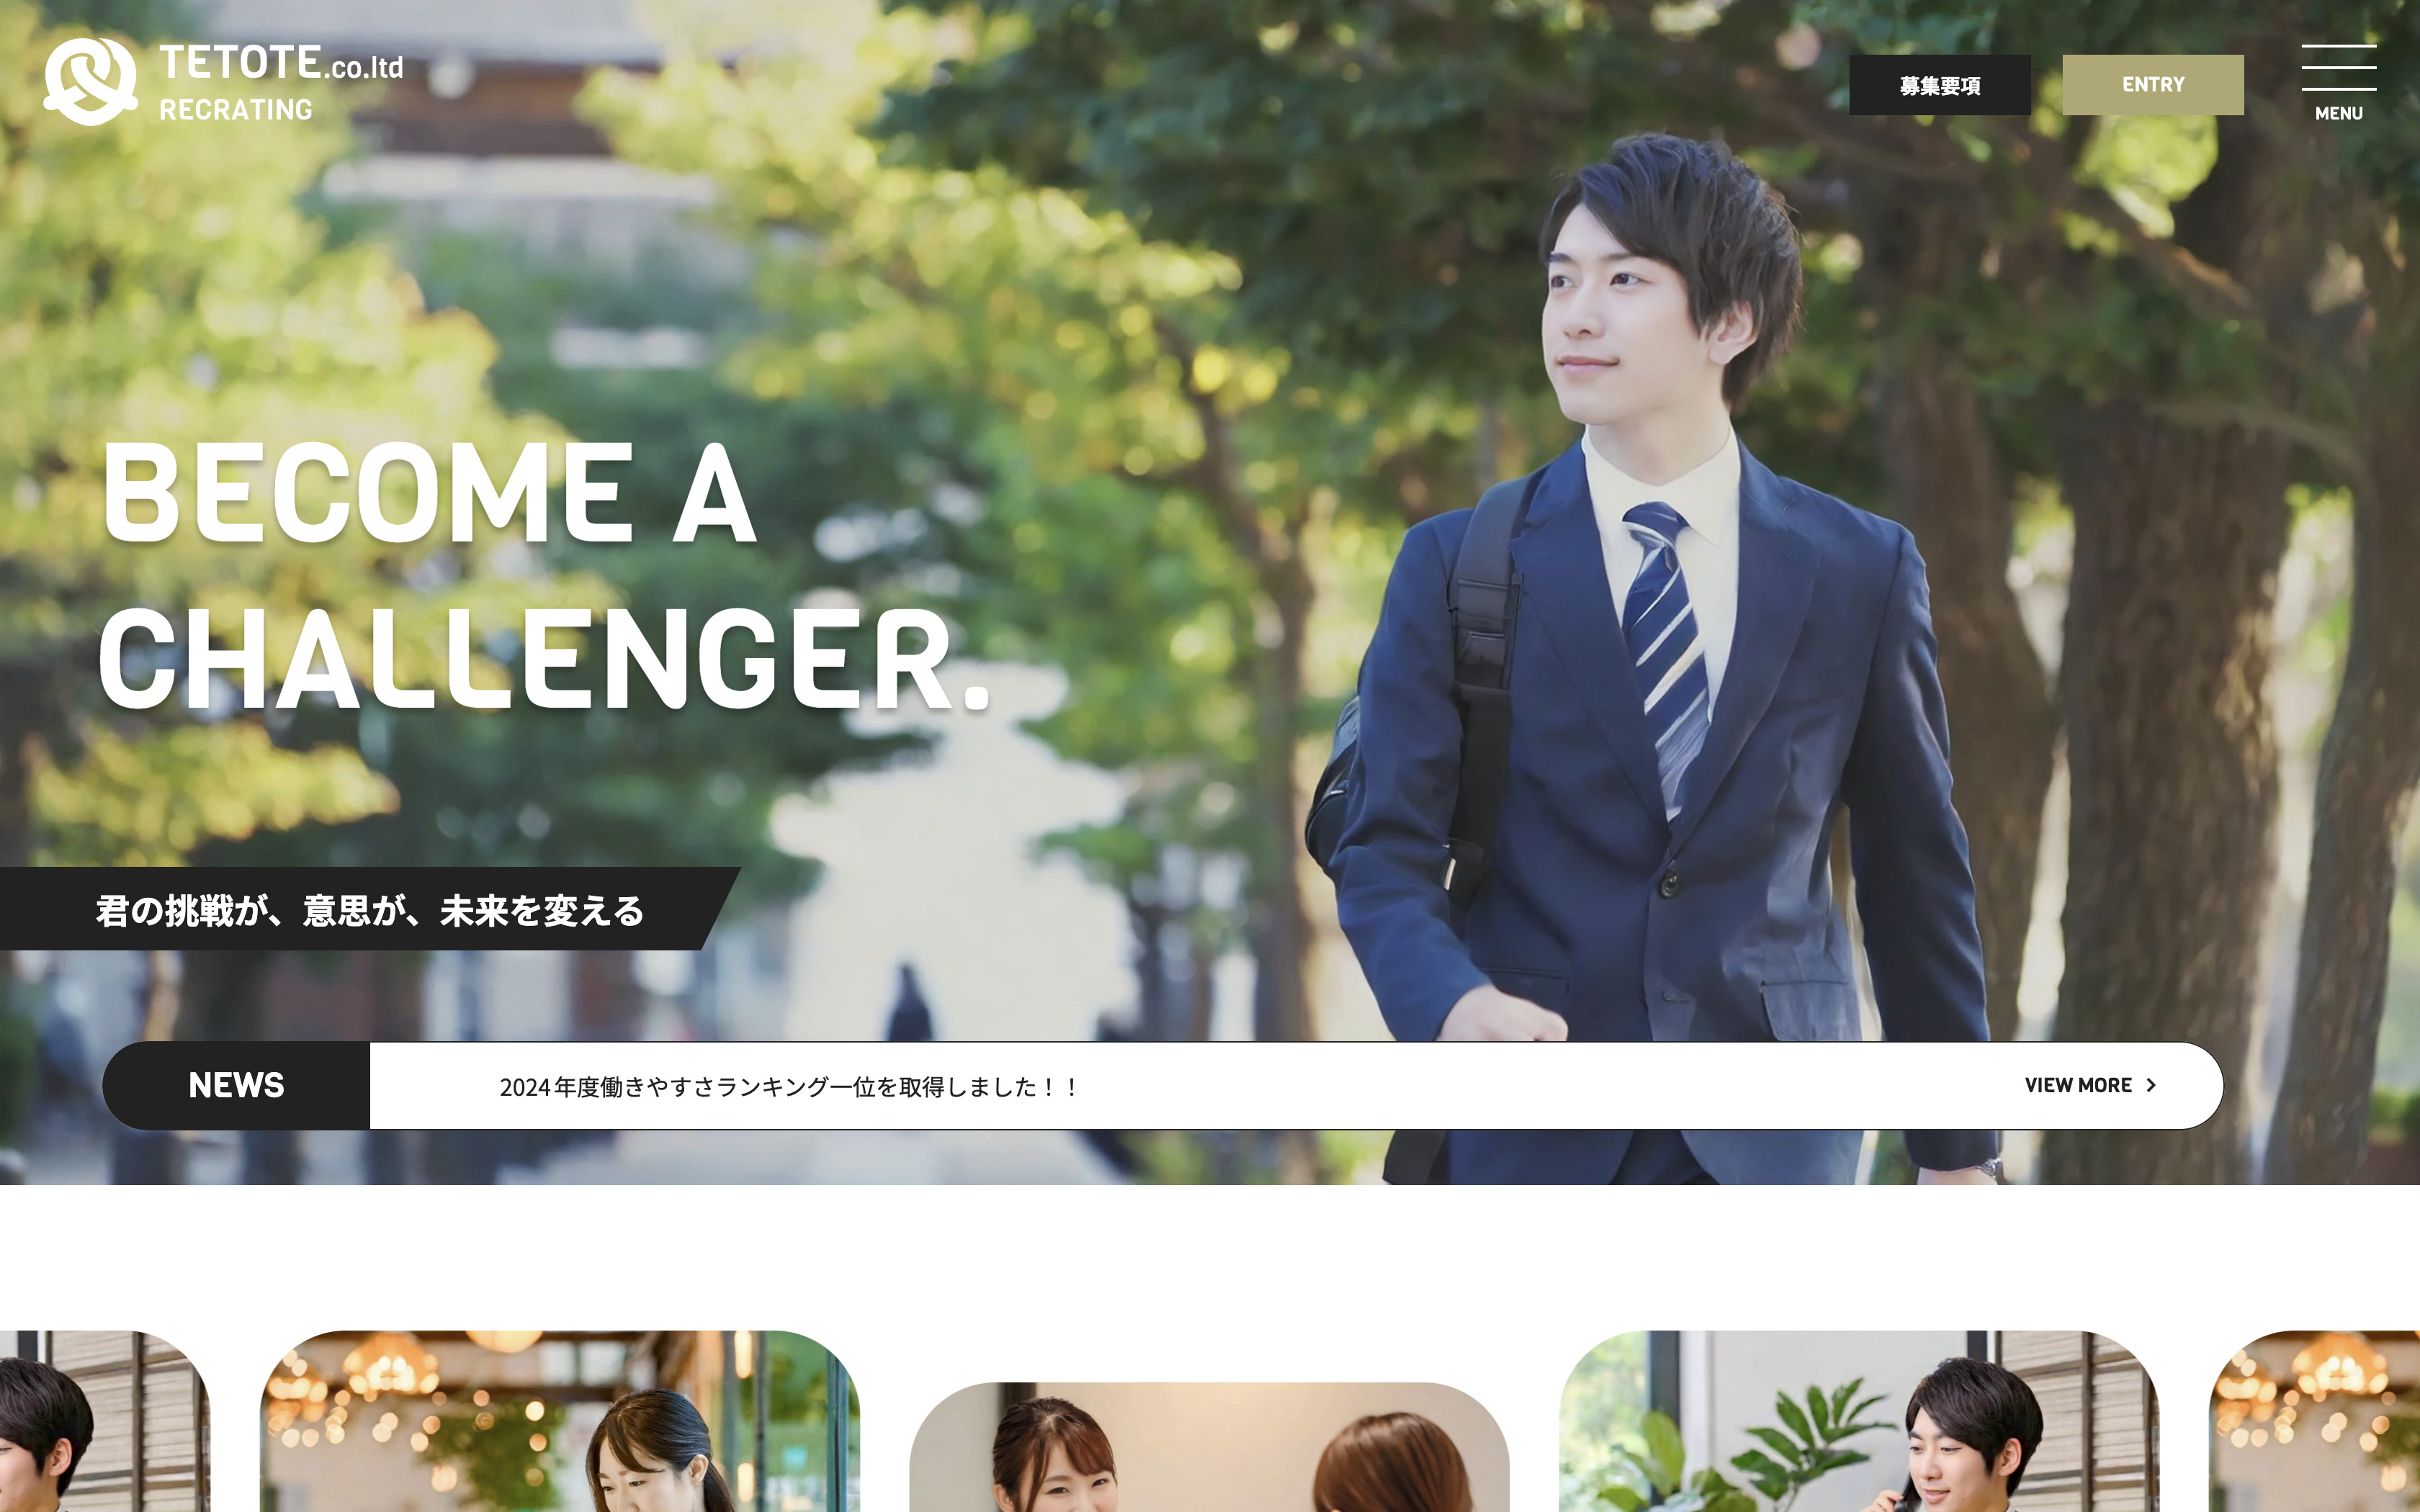 TETOTE.co.ltd
RECRATING
募集要項
ENTRY
MENU
BECOME A
CHALLENGER.
君の挑戦が、意思が、未来を変える
NEWS
2024年度働きやすさランキング一位を取得しました！！
VIEW MORE